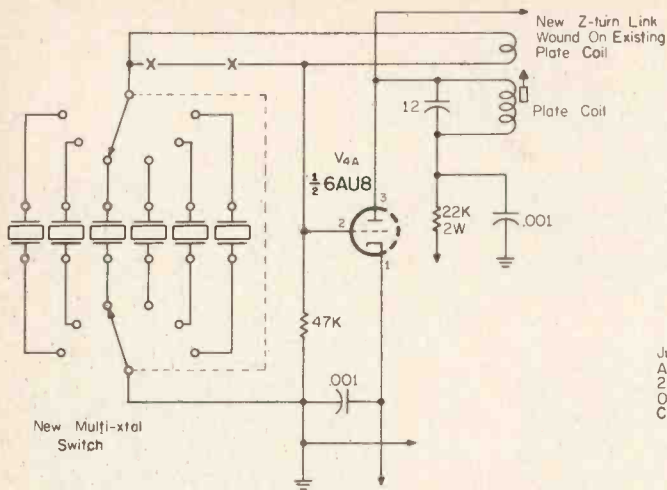 New Z-turn Link
Wound On Existing
Plate Coil
12
Plate Coil
V4A
½ 6AU8
3
2
1
22K
2W
.001
47K
.001
New Multi-xtal
Switch
A
2
O
C